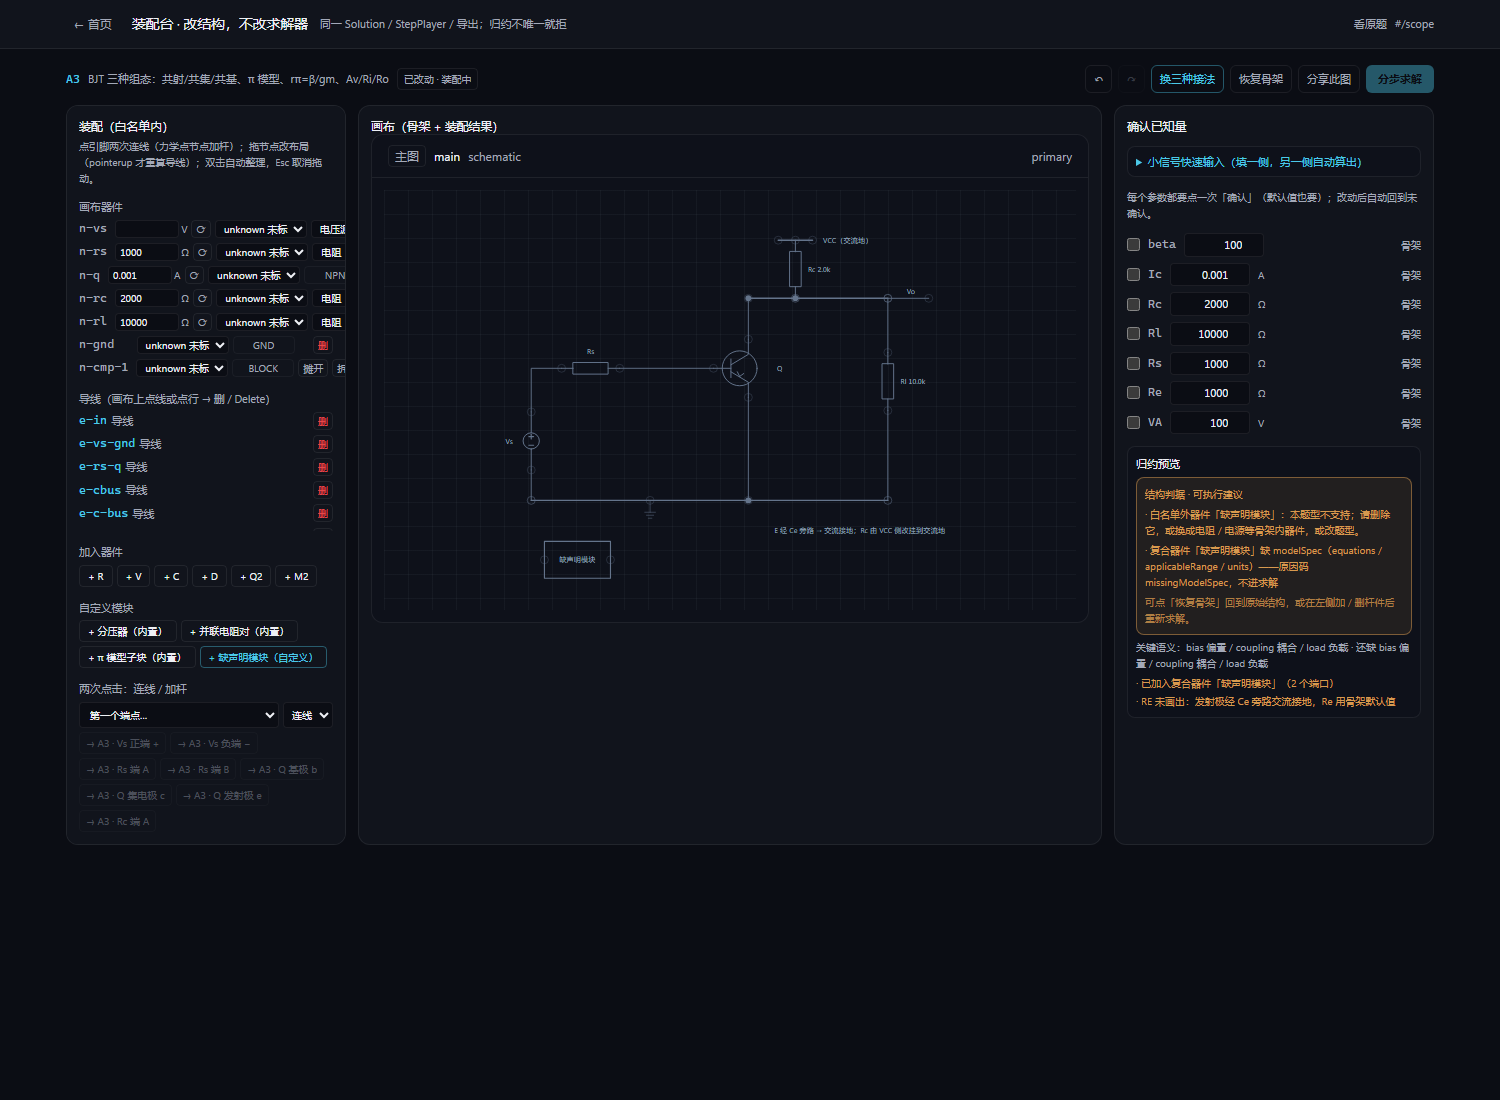 ← 首页
装配台 · 改结构，不改求解器
同一 Solution / StepPlayer / 导出；归约不唯一就拒
看原题 #/scope
A3 BJT 三种组态：共射/共集/共基、π 模型、rπ=β/gm、Av/Ri/Ro
已改动 · 装配中
换三种接法
恢复骨架
分享此图
分步求解
装配（白名单内）
点引脚两次连线（力学点节点加杆）；拖节点改布局
（pointerup 才重算导线）；双击自动整理，Esc 取消拖
动。
画布器件
n-vs V unknown 未标 电压源
n-rs 1000 Ω unknown 未标 电阻
n-q 0.001 A unknown 未标 NPN
n-rc 2000 Ω unknown 未标 电阻
n-rl 10000 Ω unknown 未标 电阻
n-gnd unknown 未标 GND 删
n-cmp-1 unknown 未标 BLOCK 摊开
导线（画布上点线或点行 → 删 / Delete）
e-in 导线 删
e-vs-gnd 导线 删
e-rs-q 导线 删
e-cbus 导线 删
e-c-bus 导线 删
加入器件
+ R + V + C + D + Q2 + M2
自定义模块
+ 分压器（内置） + 并联电阻对（内置）
+ π 模型子块（内置） + 缺声明模块（自定义）
两次点击：连线 / 加杆
第一个端点... 连线
→ A3 · Vs 正端 + → A3 · Vs 负端 −
→ A3 · Rs 端 A → A3 · Rs 端 B → A3 · Q 基极 b
→ A3 · Q 集电极 c → A3 · Q 发射极 e
→ A3 · Rc 端 A
画布（骨架 + 装配结果）
主图 main schematic primary
VCC（交流地）
Rc 2.0k
Vo
Rs
Q
Rl 10.0k
Vs
E 经 Ce 旁路 → 交流接地；Rc 由 VCC 侧改挂到交流地
缺声明模块
确认已知量
▶ 小信号快速输入（填一侧，另一侧自动算出）
每个参数都要点一次「确认」（默认值也要）；改动后自动回到未
确认。
beta 100 骨架
Ic 0.001 A 骨架
Rc 2000 Ω 骨架
Rl 10000 Ω 骨架
Rs 1000 Ω 骨架
Re 1000 Ω 骨架
VA 100 V 骨架
归约预览
结构判据 · 可执行建议
· 白名单外器件「缺声明模块」：本题型不支持；请删除
它，或换成电阻 / 电源等骨架内器件，或改题型。
· 复合器件「缺声明模块」缺 modelSpec（equations /
applicableRange / units）——原因码
missingModelSpec，不进求解
可点「恢复骨架」回到原始结构，或在左侧加 / 删杆件后
重新求解。
关键语义：bias 偏置 / coupling 耦合 / load 负载 · 还缺 bias 偏
置 / coupling 耦合 / load 负载
· 已加入复合器件「缺声明模块」（2 个端口）
· RE 未画出：发射极经 Ce 旁路交流接地，Re 用骨架默认值